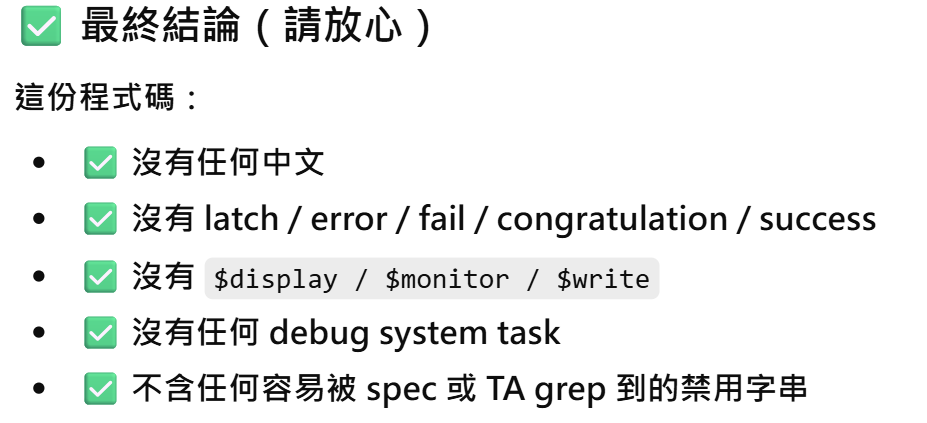 ✅ 最終結論（請放心）
這份程式碼：
• ✅ 沒有任何中文
• ✅ 沒有 latch / error / fail / congratulation / success
• ✅ 沒有 $display / $monitor / $write
• ✅ 沒有任何 debug system task
• ✅ 不含任何容易被 spec 或 TA grep 到的禁用字串